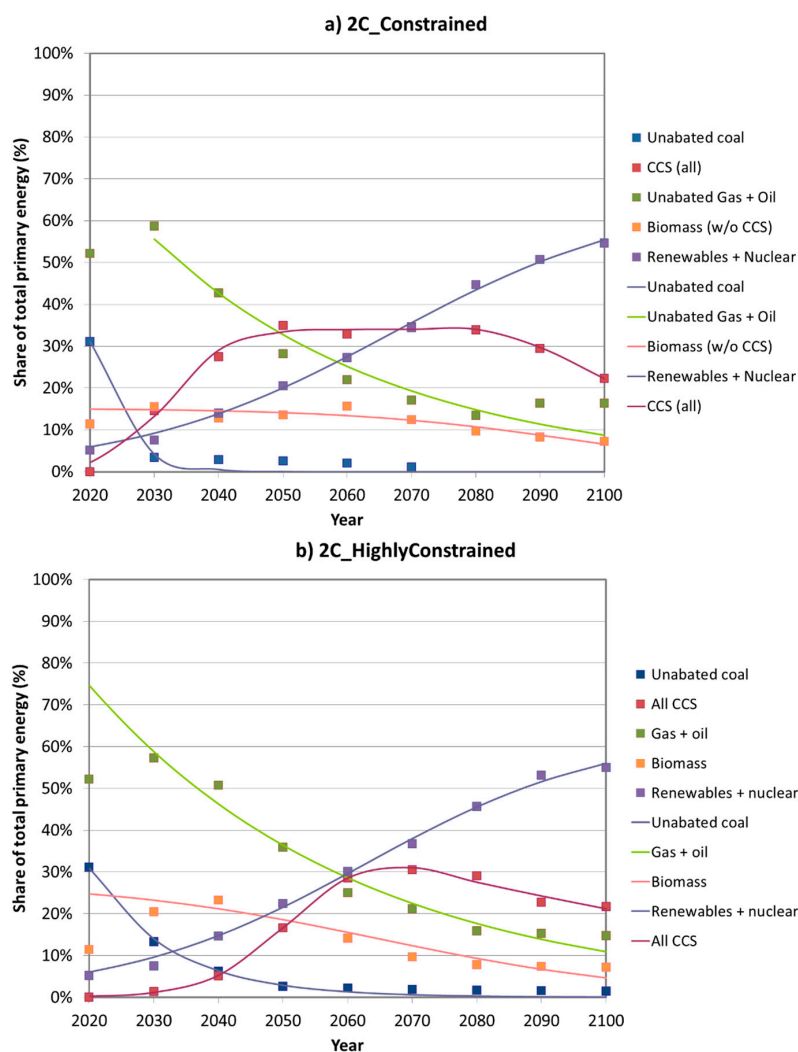 a) 2C_Constrained
100%
90%
80%
70%
60%
50%
40%
30%
20%
10%
0%
Share of total primary energy (%)
2020 2030 2040 2050 2060 2070 2080 2090 2100
Year
Unabated coal
CCS (all)
Unabated Gas + Oil
Biomass (w/o CCS)
Renewables + Nuclear
Unabated coal
Unabated Gas + Oil
Biomass (w/o CCS)
Renewables + Nuclear
CCS (all)
b) 2C_HighlyConstrained
100%
90%
80%
70%
60%
50%
40%
30%
20%
10%
0%
Share of total primary energy (%)
2020 2030 2040 2050 2060 2070 2080 2090 2100
Year
Unabated coal
All CCS
Gas + oil
Biomass
Renewables + nuclear
Unabated coal
Gas + oil
Biomass
Renewables + nuclear
All CCS